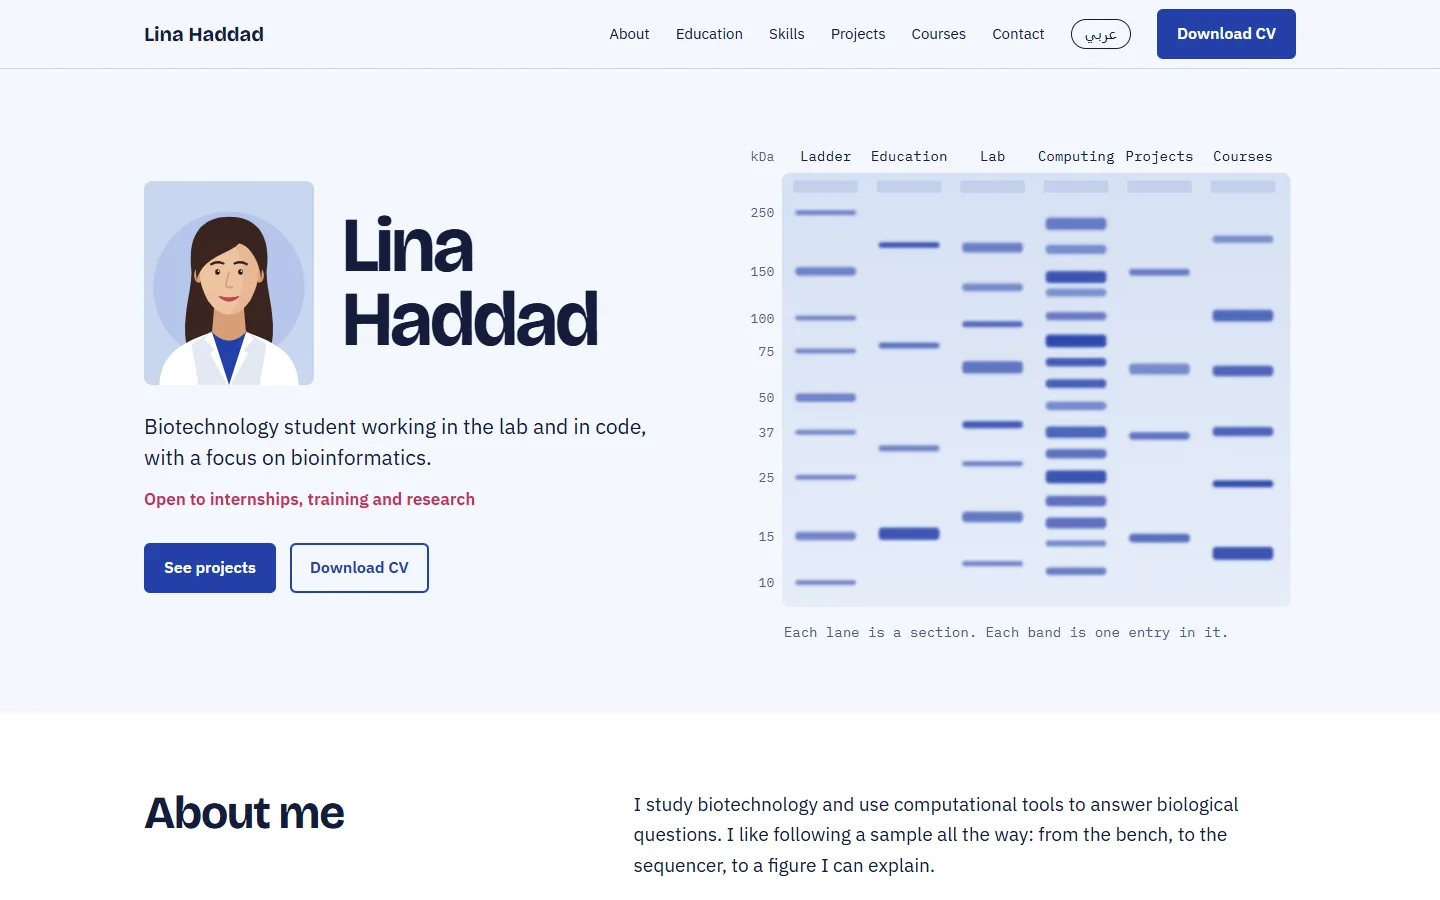 Lina Haddad
About Education Skills Projects Courses Contact عربي Download CV
kDa Ladder Education Lab Computing Projects Courses
250
150
100
75
50
37
25
15
10
Each lane is a section. Each band is one entry in it.
Lina
Haddad
Biotechnology student working in the lab and in code,
with a focus on bioinformatics.
Open to internships, training and research
See projects Download CV
About me
I study biotechnology and use computational tools to answer biological
questions. I like following a sample all the way: from the bench, to the
sequencer, to a figure I can explain.